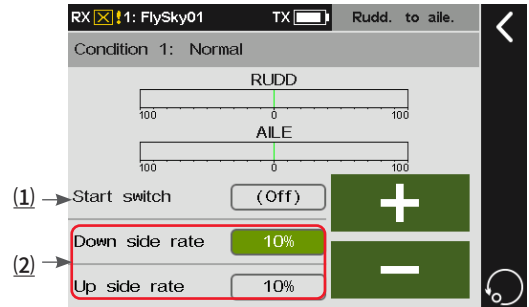 RX !1: FlySky01 TX Rudd. to aile.
Condition 1: Normal
RUDD
100 0 100
AILE
100 0 100
(1) Start switch (Off)
+
(2) Down side rate 10%
−
Up side rate 10%